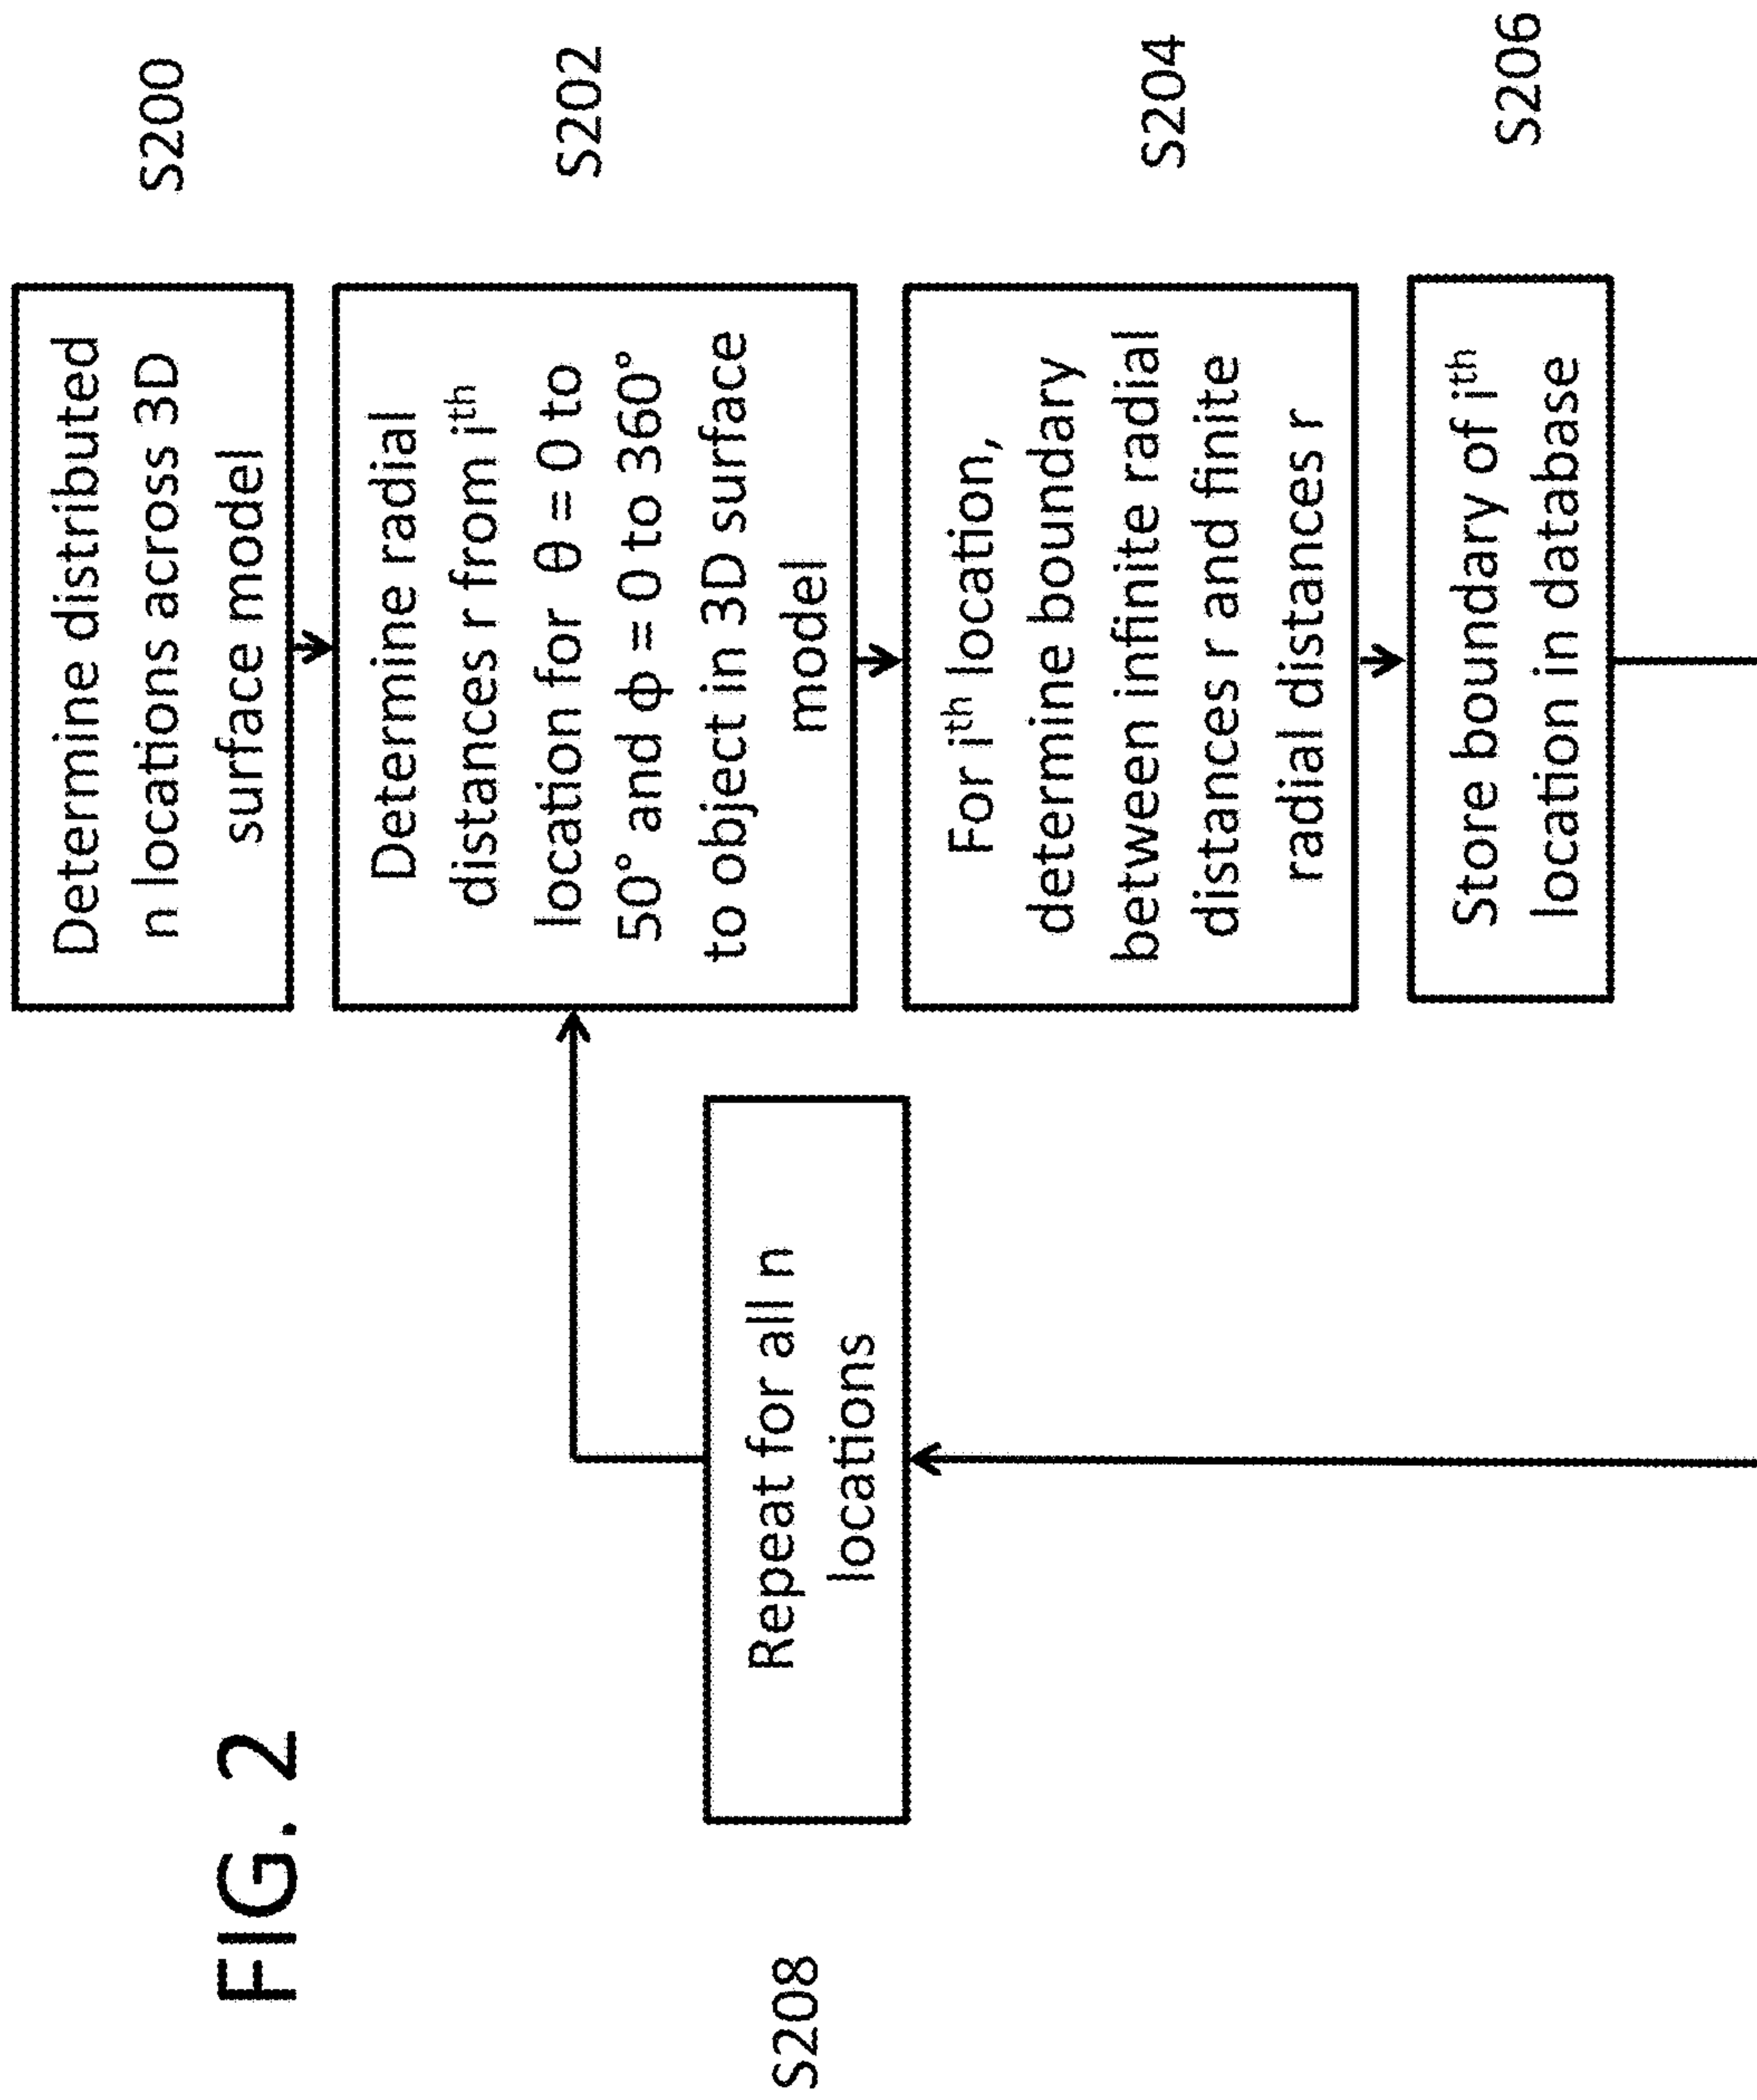 FIG. 2
Determine distributed
n locations across 3D
surface model
S200
Determine radial
distances r from iᵗʰ
location for θ = 0 to
50° and ϕ = 0 to 360°
to object in 3D surface
model
S202
For iᵗʰ location,
determine boundary
between infinite radial
distances r and finite
radial distances r
S204
Store boundary of iᵗʰ
location in database
S206
S208
Repeat for all n
locations